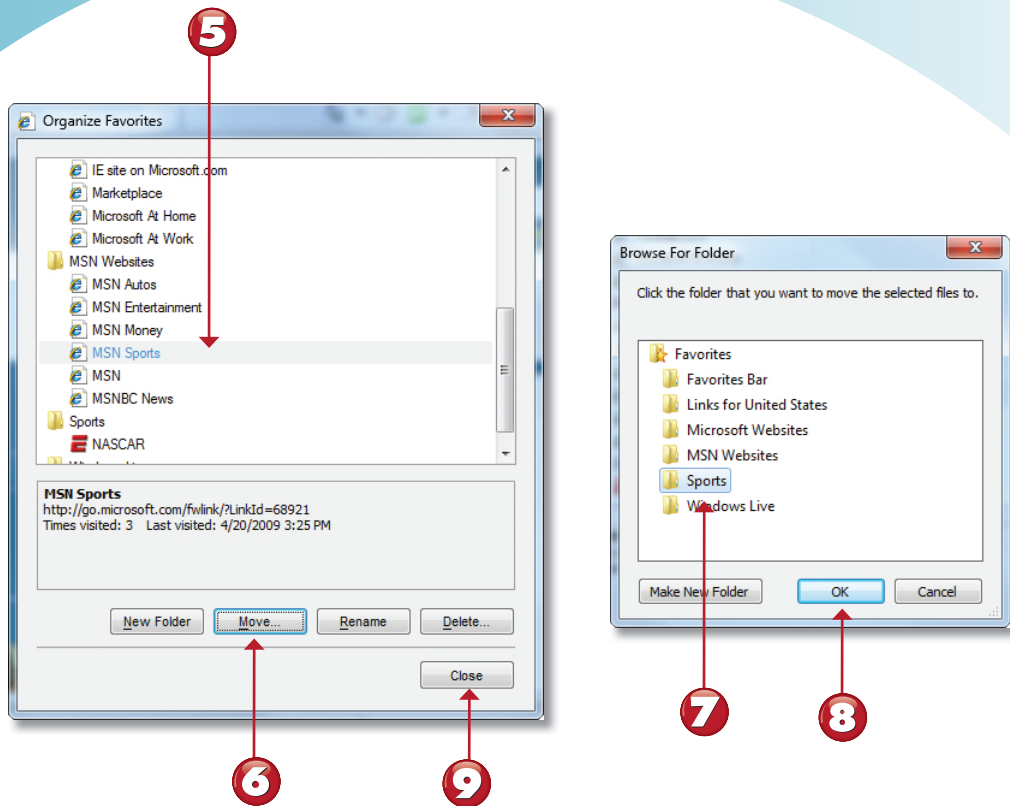 5
Organize Favorites
IE site on Microsoft.com
Marketplace
Microsoft At Home
Microsoft At Work
MSN Websites
MSN Autos
MSN Entertainment
MSN Money
MSN Sports
MSN
MSNBC News
Sports
NASCAR
MSN Sports
http://go.microsoft.com/fwlink/?LinkId=68921
Times visited: 3 Last visited: 4/20/2009 3:25 PM
New Folder Move... Rename Delete...
Close
6
9
Browse For Folder
Click the folder that you want to move the selected files to.
Favorites
Favorites Bar
Links for United States
Microsoft Websites
MSN Websites
Sports
Windows Live
Make New Folder OK Cancel
7
8